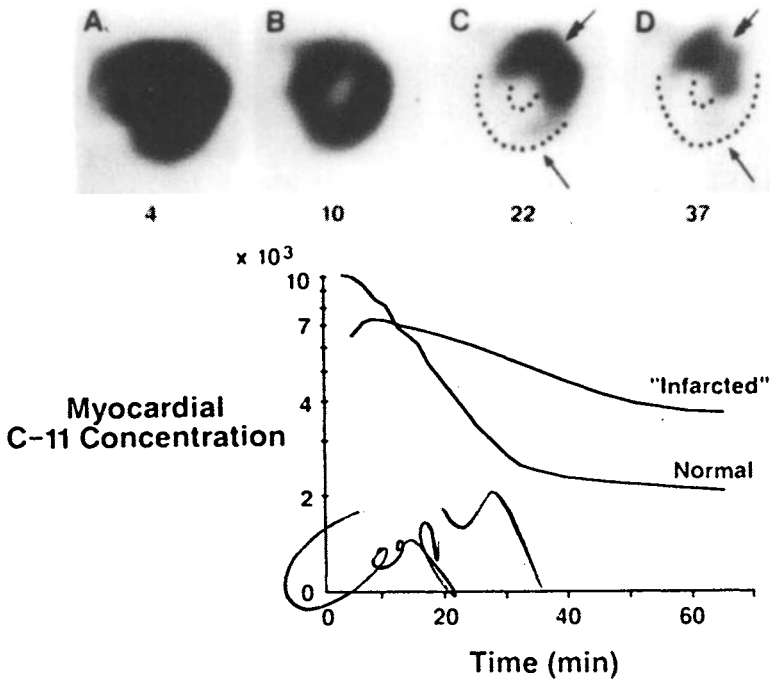 A. B C D
4 10 22 37
x 10³
10
7
4
2
0
Myocardial
C-11 Concentration
"Infarcted"
Normal
0 20 40 60
Time (min)